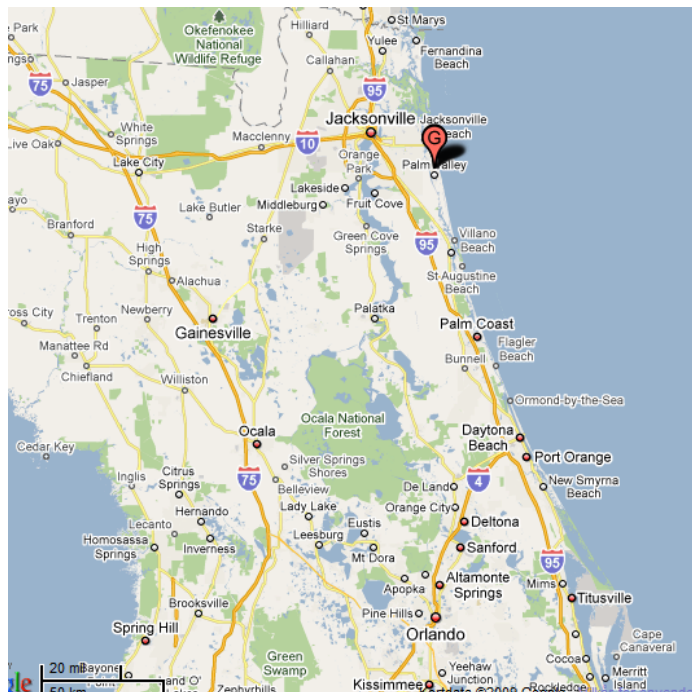 St Marys
Hilliard
Park
Okefenokee
National
Wildlife Refuge
Yulee
Fernandina
Beach
Callahan
75
Jasper
95
Jacksonville
Jacksonville
White
Springs
Macclenny
10
G
Live Oak
Lake City
Orange
Park
Lakeside
Middleburg
Fruit Cove
75
Lake Butler
Branford
Starke
Green Cove
Springs
95
Villano
Beach
High
Springs
St Augustine
Beach
Alachua
Newberry
Palatka
Trenton
Gainesville
Palm Coast
Manattee Rd
Flagler
Beach
Bunnell
Chiefland
Williston
Ormond-by-the-Sea
Ocala National
Forest
Ocala
Daytona
Beach
Cedar Key
Port Orange
Silver Springs
Shores
75
4
Inglis
Citrus
Springs
Belleview
De Land
New Smyrna
Beach
Lady Lake
Orange City
Hernando
Lecanto
Eustis
Deltona
Homosassa
Springs
Inverness
Leesburg
Sanford
Mt Dora
95
Apopka
Altamonte
Springs
Mims
Titusville
Brooksville
Pine Hills
Spring Hill
Orlando
Cape
Canaveral
Green
Swamp
20 mi
Cocoa
Yeehaw
Junction
Merritt
Island
Kissimmee